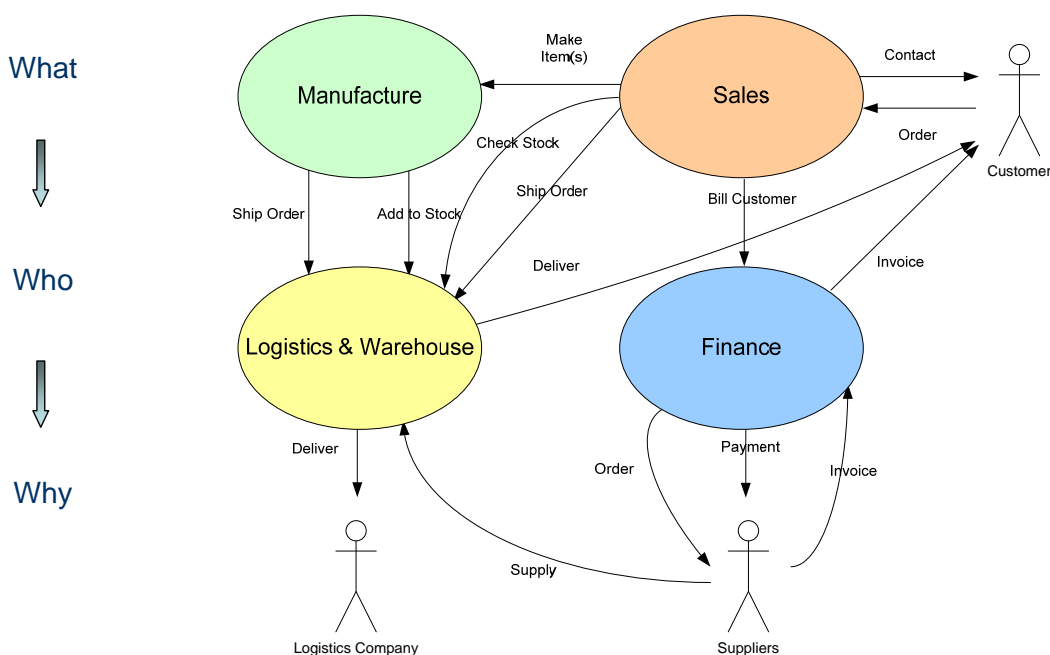 What
Make
Item(s)
Contact
Manufacture
Sales
Check Stock
Order
Customer
Ship Order
Ship Order
Add to Stock
Bill Customer
Who
Deliver
Invoice
Logistics & Warehouse
Finance
Deliver
Payment
Order
Invoice
Why
Supply
Logistics Company
Suppliers